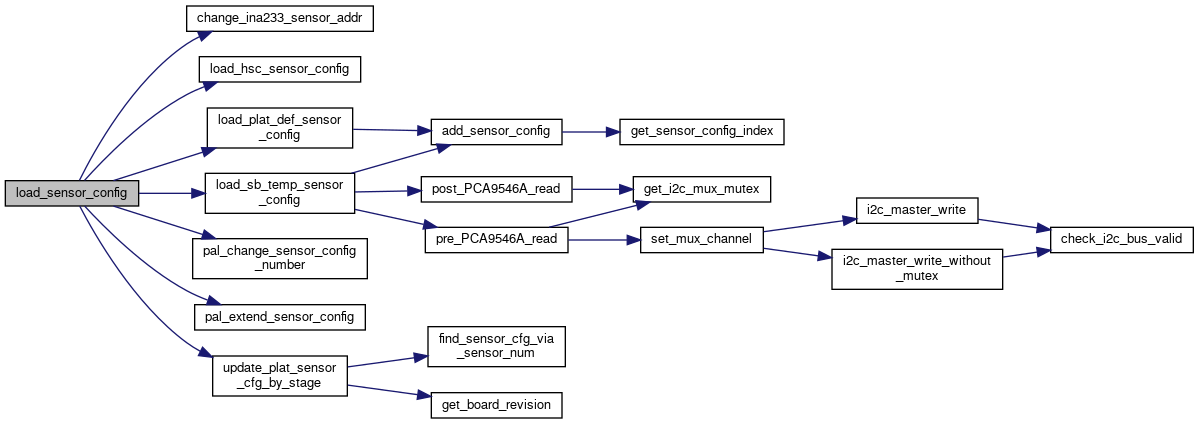 load_sensor_config
change_ina233_sensor_addr
load_hsc_sensor_config
load_plat_def_sensor
_config
load_sb_temp_sensor
_config
pal_change_sensor_config
_number
pal_extend_sensor_config
update_plat_sensor
_cfg_by_stage
add_sensor_config
post_PCA9546A_read
pre_PCA9546A_read
find_sensor_cfg_via
_sensor_num
get_board_revision
get_sensor_config_index
get_i2c_mux_mutex
set_mux_channel
i2c_master_write
i2c_master_write_without
_mutex
check_i2c_bus_valid